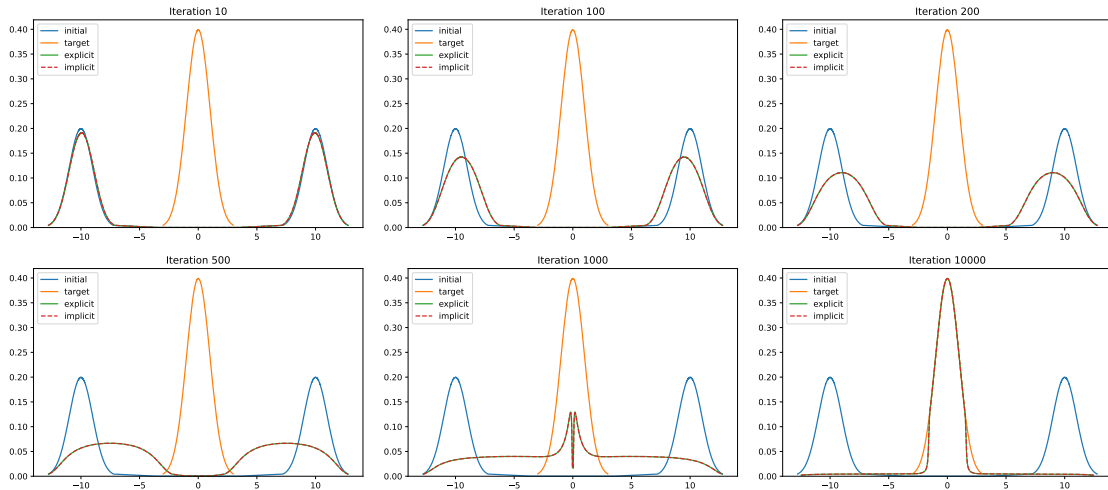 Iteration 10
initial
target
explicit
implicit
0.40
0.35
0.30
0.25
0.20
0.15
0.10
0.05
0.00
−10 −5 0 5 10
Iteration 100
initial
target
explicit
implicit
0.40
0.35
0.30
0.25
0.20
0.15
0.10
0.05
0.00
−10 −5 0 5 10
Iteration 200
initial
target
explicit
implicit
0.40
0.35
0.30
0.25
0.20
0.15
0.10
0.05
0.00
−10 −5 0 5 10
Iteration 500
initial
target
explicit
implicit
0.40
0.35
0.30
0.25
0.20
0.15
0.10
0.05
0.00
−10 −5 0 5 10
Iteration 1000
initial
target
explicit
implicit
0.40
0.35
0.30
0.25
0.20
0.15
0.10
0.05
0.00
−10 −5 0 5 10
Iteration 10000
initial
target
explicit
implicit
0.40
0.35
0.30
0.25
0.20
0.15
0.10
0.05
0.00
−10 −5 0 5 10